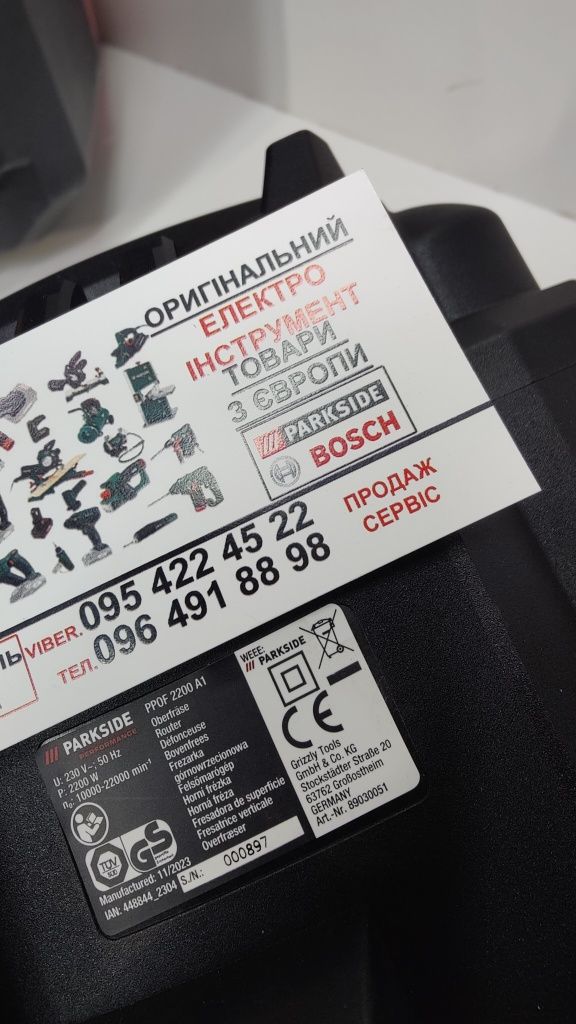 ОРИГІНАЛЬНИЙ
ЕЛЕКТРО
ІНСТРУМЕНТ
ТОВАРИ
З ЄВРОПИ
PARKSIDE
BOSCH
ПРОДАЖ
СЕРВІС
VIBER. 095 422 45 22
ТЕЛ. 096 491 88 98
PARKSIDE
PERFORMANCE
U: 230 V~; 50 Hz
P: 2200 W
n0: 10000-22000 min-1
PPOF 2200 A1
Oberfräse
Router
Défonceuse
Bovenfrees
Frezarka
górnowrzecionowa
Felsőmarógép
Horní frézka
Horná fréza
Fresadora de superficie
Fresatrice verticale
Overfræser
TÜV
SÜD
GS
Manufactured: 11/2023
IAN: 448844_2304
S./N.: 000897
WEEE:
PARKSIDE
CE
Grizzly Tools
GmbH & Co. KG
Stockstädter Straße 20
63762 Großostheim
GERMANY
Art.-Nr. 89030051